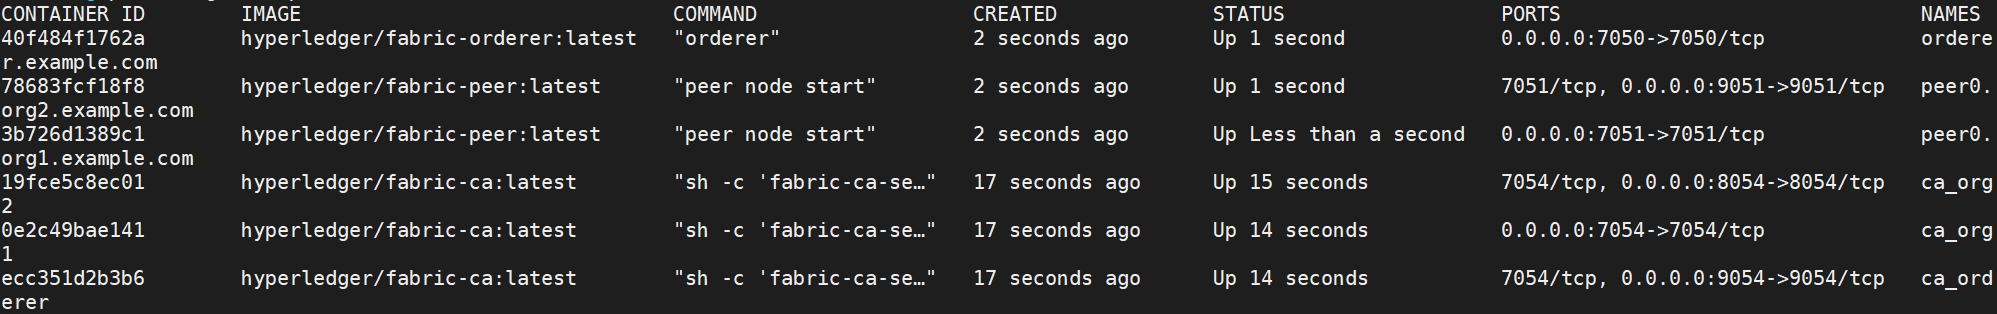 CONTAINER ID        IMAGE                               COMMAND                  CREATED             STATUS                  PORTS                              NAMES
40f484f1762a        hyperledger/fabric-orderer:latest   "orderer"                2 seconds ago       Up 1 second             0.0.0.0:7050->7050/tcp             ordere
r.example.com
78683fcf18f8        hyperledger/fabric-peer:latest      "peer node start"        2 seconds ago       Up 1 second             7051/tcp, 0.0.0.0:9051->9051/tcp   peer0.
org2.example.com
3b726d1389c1        hyperledger/fabric-peer:latest      "peer node start"        2 seconds ago       Up Less than a second   0.0.0.0:7051->7051/tcp             peer0.
org1.example.com
19fce5c8ec01        hyperledger/fabric-ca:latest        "sh -c 'fabric-ca-se…"   17 seconds ago      Up 15 seconds           7054/tcp, 0.0.0.0:8054->8054/tcp   ca_org
2
0e2c49bae141        hyperledger/fabric-ca:latest        "sh -c 'fabric-ca-se…"   17 seconds ago      Up 14 seconds           0.0.0.0:7054->7054/tcp             ca_org
1
ecc351d2b3b6        hyperledger/fabric-ca:latest        "sh -c 'fabric-ca-se…"   17 seconds ago      Up 14 seconds           7054/tcp, 0.0.0.0:9054->9054/tcp   ca_ord
erer